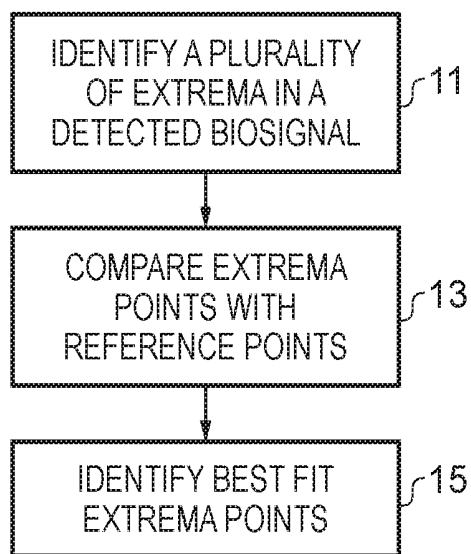 IDENTIFY A PLURALITY
OF EXTREMA IN A
DETECTED BIOSIGNAL
11
COMPARE EXTREMA
POINTS WITH
REFERENCE POINTS
13
IDENTIFY BEST FIT
EXTREMA POINTS
15